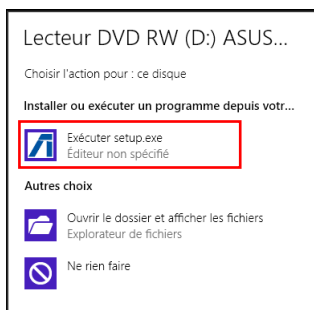 Lecteur DVD RW (D:) ASUS...
Choisir l'action pour : ce disque
Installer ou exécuter un programme depuis votr...
Exécuter setup.exe
Éditeur non spécifié
Autres choix
Ouvrir le dossier et afficher les fichiers
Explorateur de fichiers
Ne rien faire